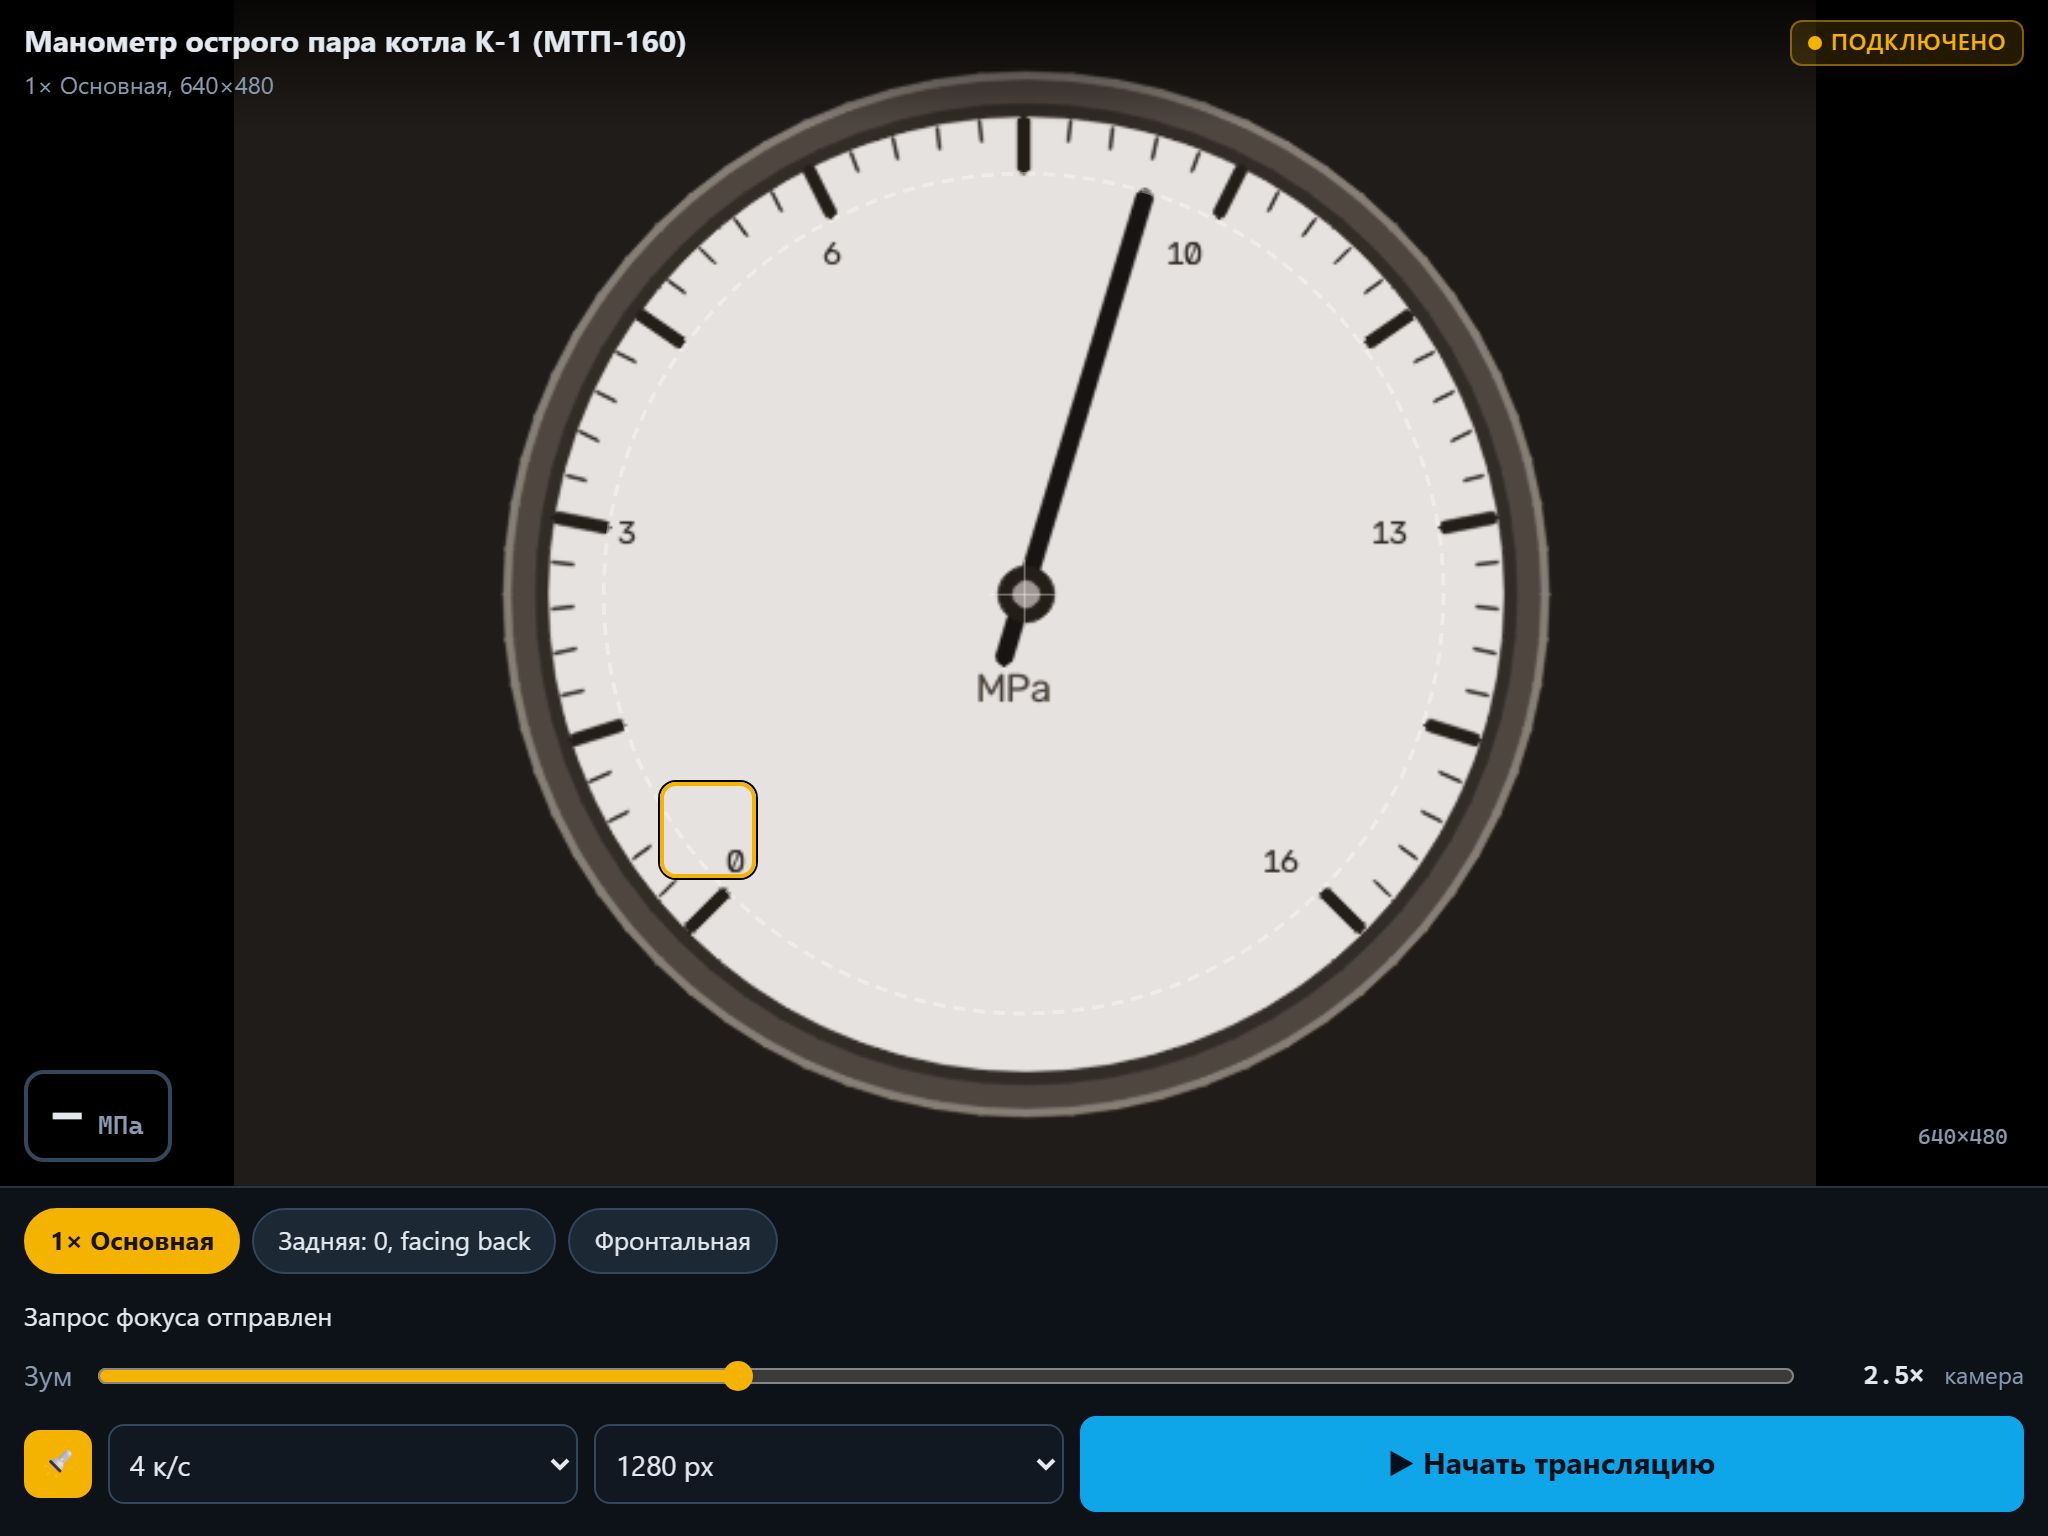 Манометр острого пара котла К-1 (МТП-160)
ПОДКЛЮЧЕНО
1× Основная, 640×480
6
10
3
13
MPa
0
16
— МПа
640×480
1× Основная
Задняя: 0, facing back
Фронтальная
Запрос фокуса отправлен
Зум
2.5× камера
4 к/с
1280 px
▶ Начать трансляцию